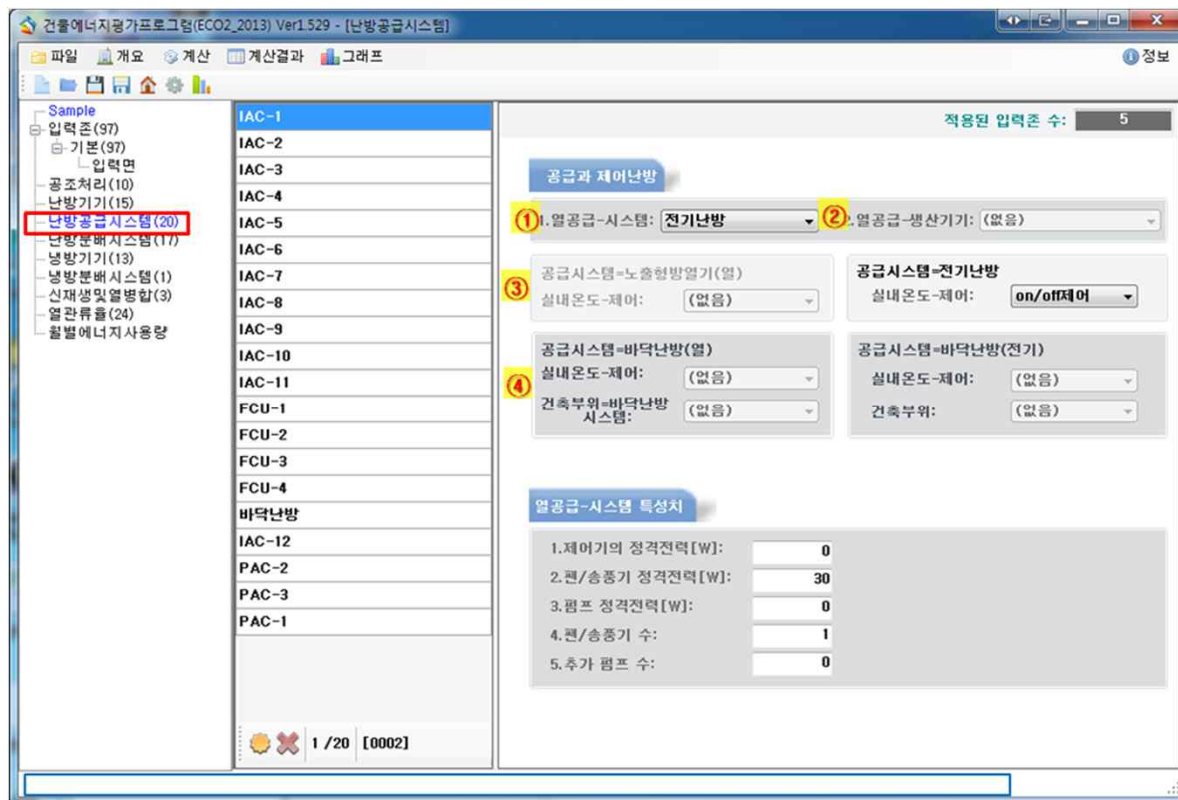 건물에너지평가프로그램(ECO2_2013) Ver1.529 - [난방공급시스템]
파일 개요 계산 계산결과 그래프 정보
Sample
입력존(97)
기본(97)
입력면
공조처리(10)
난방기기(15)
난방공급시스템(20)
난방분배시스템(17)
냉방기기(13)
냉방분배시스템(1)
신재생및열병합(3)
열관류율(24)
월별에너지사용량
IAC-1
IAC-2
IAC-3
IAC-4
IAC-5
IAC-6
IAC-7
IAC-8
IAC-9
IAC-10
IAC-11
FCU-1
FCU-2
FCU-3
FCU-4
바닥난방
IAC-12
PAC-2
PAC-3
PAC-1
1 /20 [0002]
적용된 입력존 수: 5
공급과 제어난방
① 1.열공급-시스템: 전기난방 ② 2.열공급-생산기기: (없음)
③ 공급시스템=노출형방열기(열)
실내온도-제어: (없음)
공급시스템=전기난방
실내온도-제어: on/off제어
④ 공급시스템=바닥난방(열)
실내온도-제어: (없음)
건축부위=바닥난방
시스템: (없음)
공급시스템=바닥난방(전기)
실내온도-제어: (없음)
건축부위: (없음)
열공급-시스템 특성치
1.제어기의 정격전력[W]: 0
2.팬/송풍기 정격전력[W]: 30
3.펌프 정격전력[W]: 0
4.팬/송풍기 수: 1
5.추가 펌프 수: 0